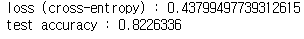 loss (cross-entropy) : 0.43799497739312615
test accuracy : 0.8226336